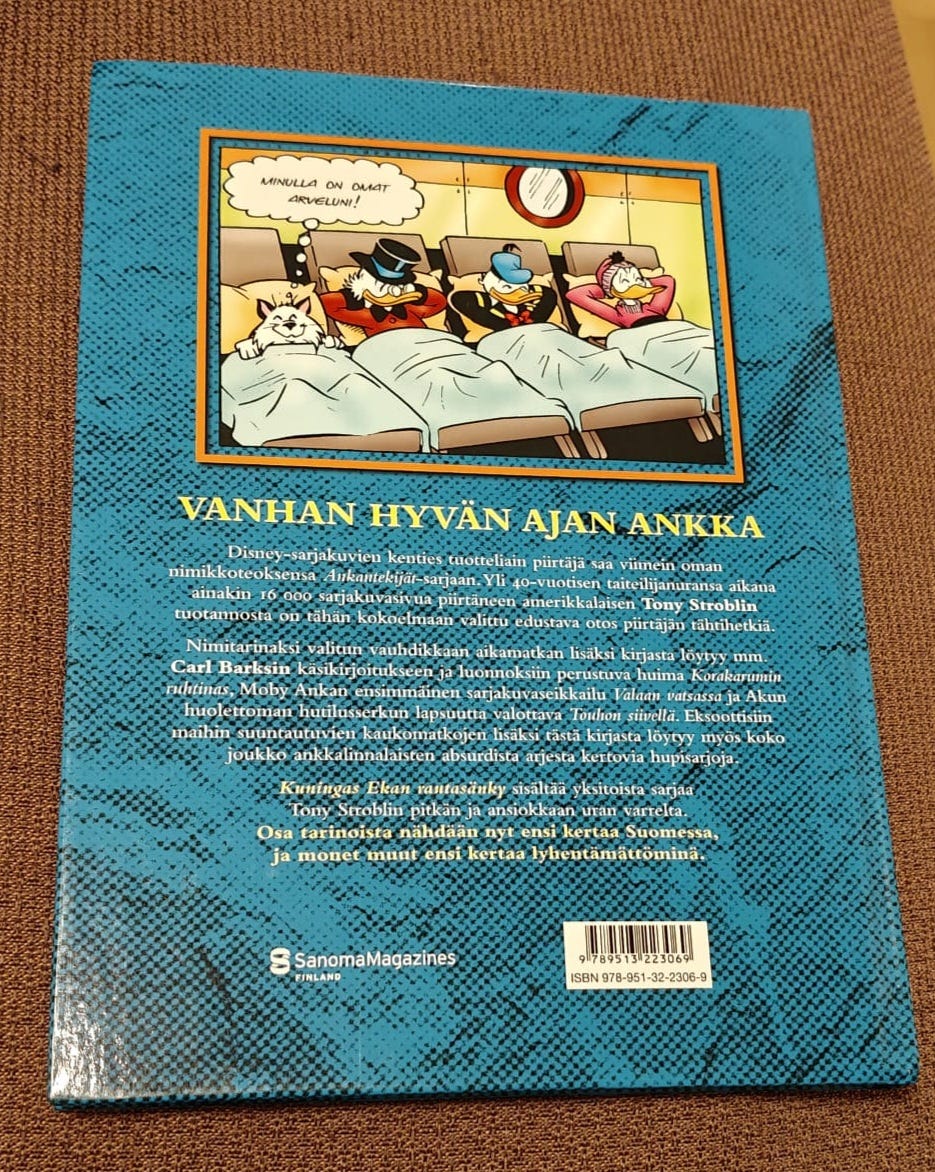 MINULLA ON OMAT
ARVELUNI!
VANHAN HYVÄN AJAN ANKKA
Disney-sarjakuvien kenties tuotteliain piirtäjä saa viimein oman
nimikkoteoksensa Ankantekijät-sarjaan. Yli 40-vuotisen taiteilijanuransa aikana
ainakin 16 000 sarjakuvasivua piirtäneen amerikkalaisen Tony Stroblin
tuotannosta on tähän kokoelmaan valittu edustava otos piirtäjän tähtihetkiä.
Nimitarinaksi valitun vauhdikkaan aikamatkan lisäksi kirjasta löytyy mm.
Carl Barksin käsikirjoitukseen ja luonnoksiin perustuva huima Korakarumin
ruhtinas, Moby Ankan ensimmäinen sarjakuvaseikkailu Valaan vatsassa ja Akun
huolettoman hutilusserkun lapsuutta valottava Touhon siivellä. Eksoottisiin
maihin suuntautuvien kaukomatkojen lisäksi tästä kirjasta löytyy myös koko
joukko ankkalinnalaisten absurdista arjesta kertovia hupisarjoja.
Kuningas Ekan rautasänky sisältää yksitoista sarjaa
Tony Stroblin pitkän ja ansiokkaan uran varrelta.
Osa tarinoista nähdään nyt ensi kertaa Suomessa,
ja monet muut ensi kertaa lyhentämättöminä.
SanomaMagazines
FINLAND
9 789513 223069
ISBN 978-951-32-2306-9